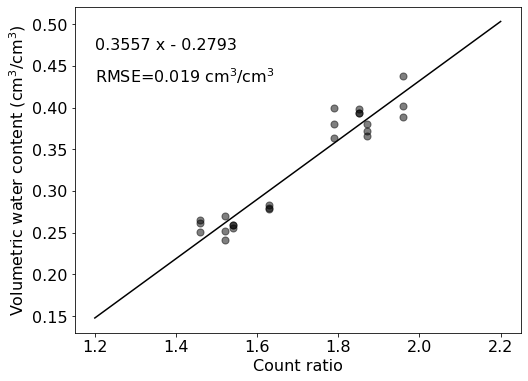 0.3557 x - 0.2793
RMSE=0.019 cm³/cm³
Volumetric water content (cm³/cm³)
0.50
0.45
0.40
0.35
0.30
0.25
0.20
0.15
1.2 1.4 1.6 1.8 2.0 2.2
Count ratio